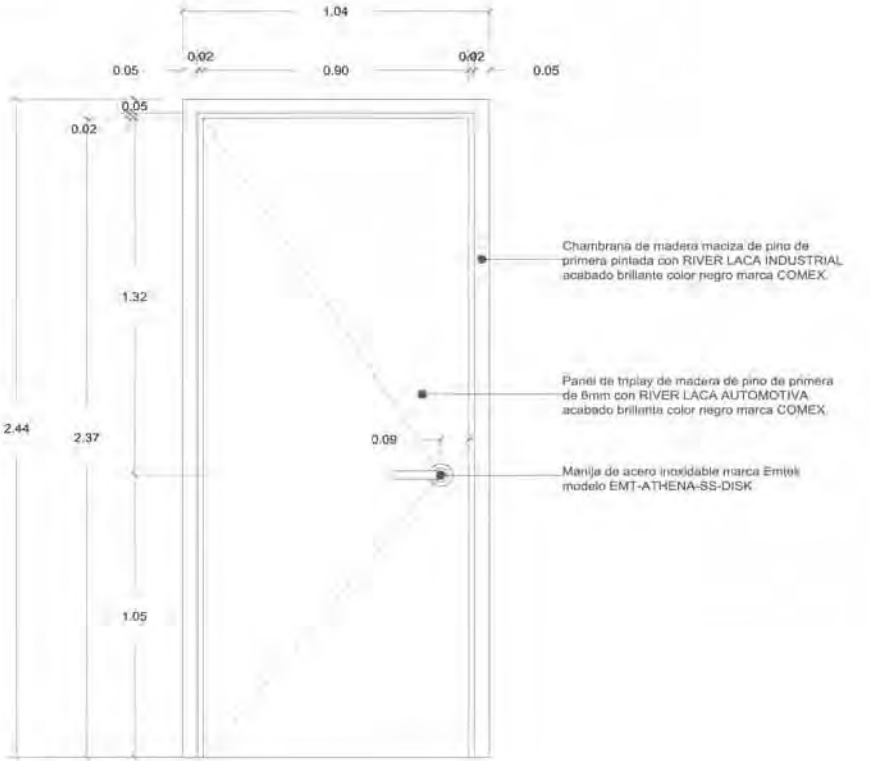 1.04
0.02
0.02
0.05
0.90
0.05
0.05
0.02
Chambrana de madera maciza de pino de
primera pintada con RIVER LACA INDUSTRIAL
acabado brillante color negro marca COMEX.
1.32
Panel de triplay de madera de pino de primera
de 6mm con RIVER LACA AUTOMOTIVA
acabado brillante color negro marca COMEX.
2.44
2.37
0.09
Manija de acero inoxidable marca Emtek
modelo EMT-ATHENA-SS-DISK
1.05